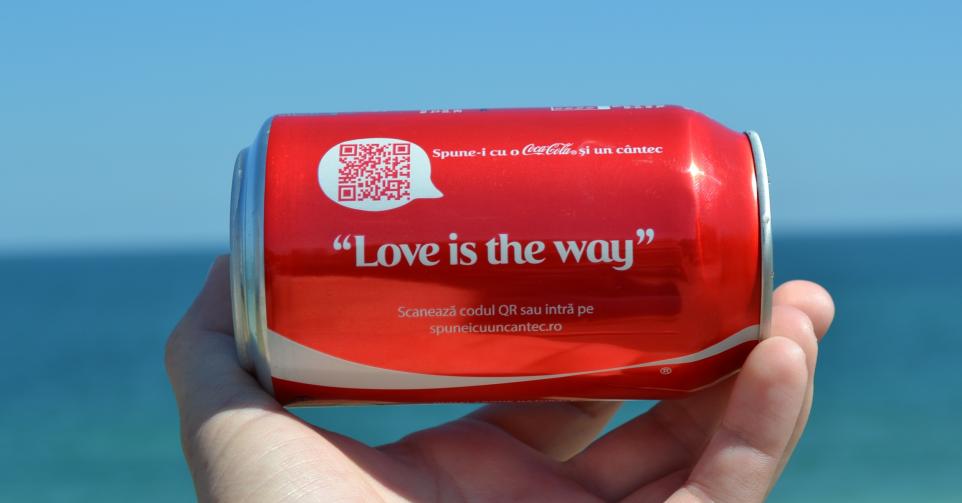 Spune-i cu o Coca-Cola® și un cântec
“Love is the way”
Scanează codul QR sau intră pe
spuneicuuncantec.ro
®